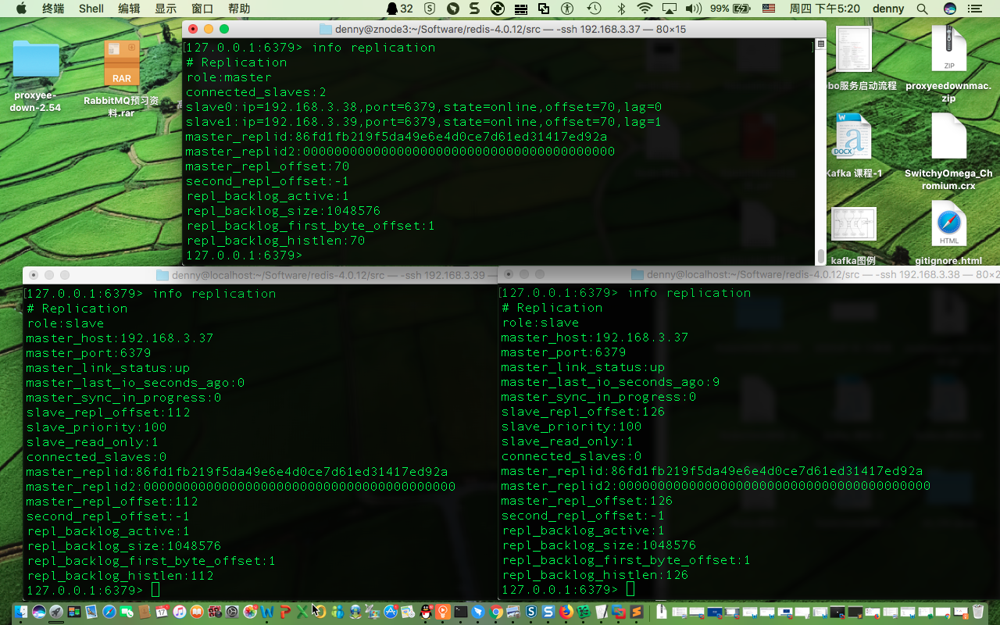 终端 Shell 编辑 显示 窗口 帮助 32 99% 周四 下午5:20 denny
denny@znode3:~/Software/redis-4.0.12/src — -ssh 192.168.3.37 — 80×15
[127.0.0.1:6379> info replication ]
# Replication
role:master
connected_slaves:2
slave0:ip=192.168.3.38,port=6379,state=online,offset=70,lag=0
slave1:ip=192.168.3.39,port=6379,state=online,offset=70,lag=1
master_replid:86fd1fb219f5da49e6e4d0ce7d61ed31417ed92a
master_replid2:0000000000000000000000000000000000000000
master_repl_offset:70
second_repl_offset:-1
repl_backlog_active:1
repl_backlog_size:1048576
repl_backlog_first_byte_offset:1
repl_backlog_histlen:70
127.0.0.1:6379>
proxyee-
down-2.54
RAR
RabbitMQ预习资
料.rar
bo服务启动流程
ZIP
proxyeedownmac.
zip
DOCX
Kafka 课程-1
SwitchyOmega_Ch
romium.crx
kafka图例
HTML
gitignore.html
denny@localhost:~/Software/redis-4.0.12/src — -ssh 192.168.3.39 —
[127.0.0.1:6379> info replication
# Replication
role:slave
master_host:192.168.3.37
master_port:6379
master_link_status:up
master_last_io_seconds_ago:0
master_sync_in_progress:0
slave_repl_offset:112
slave_priority:100
slave_read_only:1
connected_slaves:0
master_replid:86fd1fb219f5da49e6e4d0ce7d61ed31417ed92a
master_replid2:0000000000000000000000000000000000000000
master_repl_offset:112
second_repl_offset:-1
repl_backlog_active:1
repl_backlog_size:1048576
repl_backlog_first_byte_offset:1
repl_backlog_histlen:112
127.0.0.1:6379>
denny@localhost:~/Software/redis-4.0.12/src — -ssh 192.168.3.38 — 80×2
[127.0.0.1:6379> info replication
# Replication
role:slave
master_host:192.168.3.37
master_port:6379
master_link_status:up
master_last_io_seconds_ago:9
master_sync_in_progress:0
slave_repl_offset:126
slave_priority:100
slave_read_only:1
connected_slaves:0
master_replid:86fd1fb219f5da49e6e4d0ce7d61ed31417ed92a
master_replid2:0000000000000000000000000000000000000000
master_repl_offset:126
second_repl_offset:-1
repl_backlog_active:1
repl_backlog_size:1048576
repl_backlog_first_byte_offset:1
repl_backlog_histlen:126
127.0.0.1:6379>